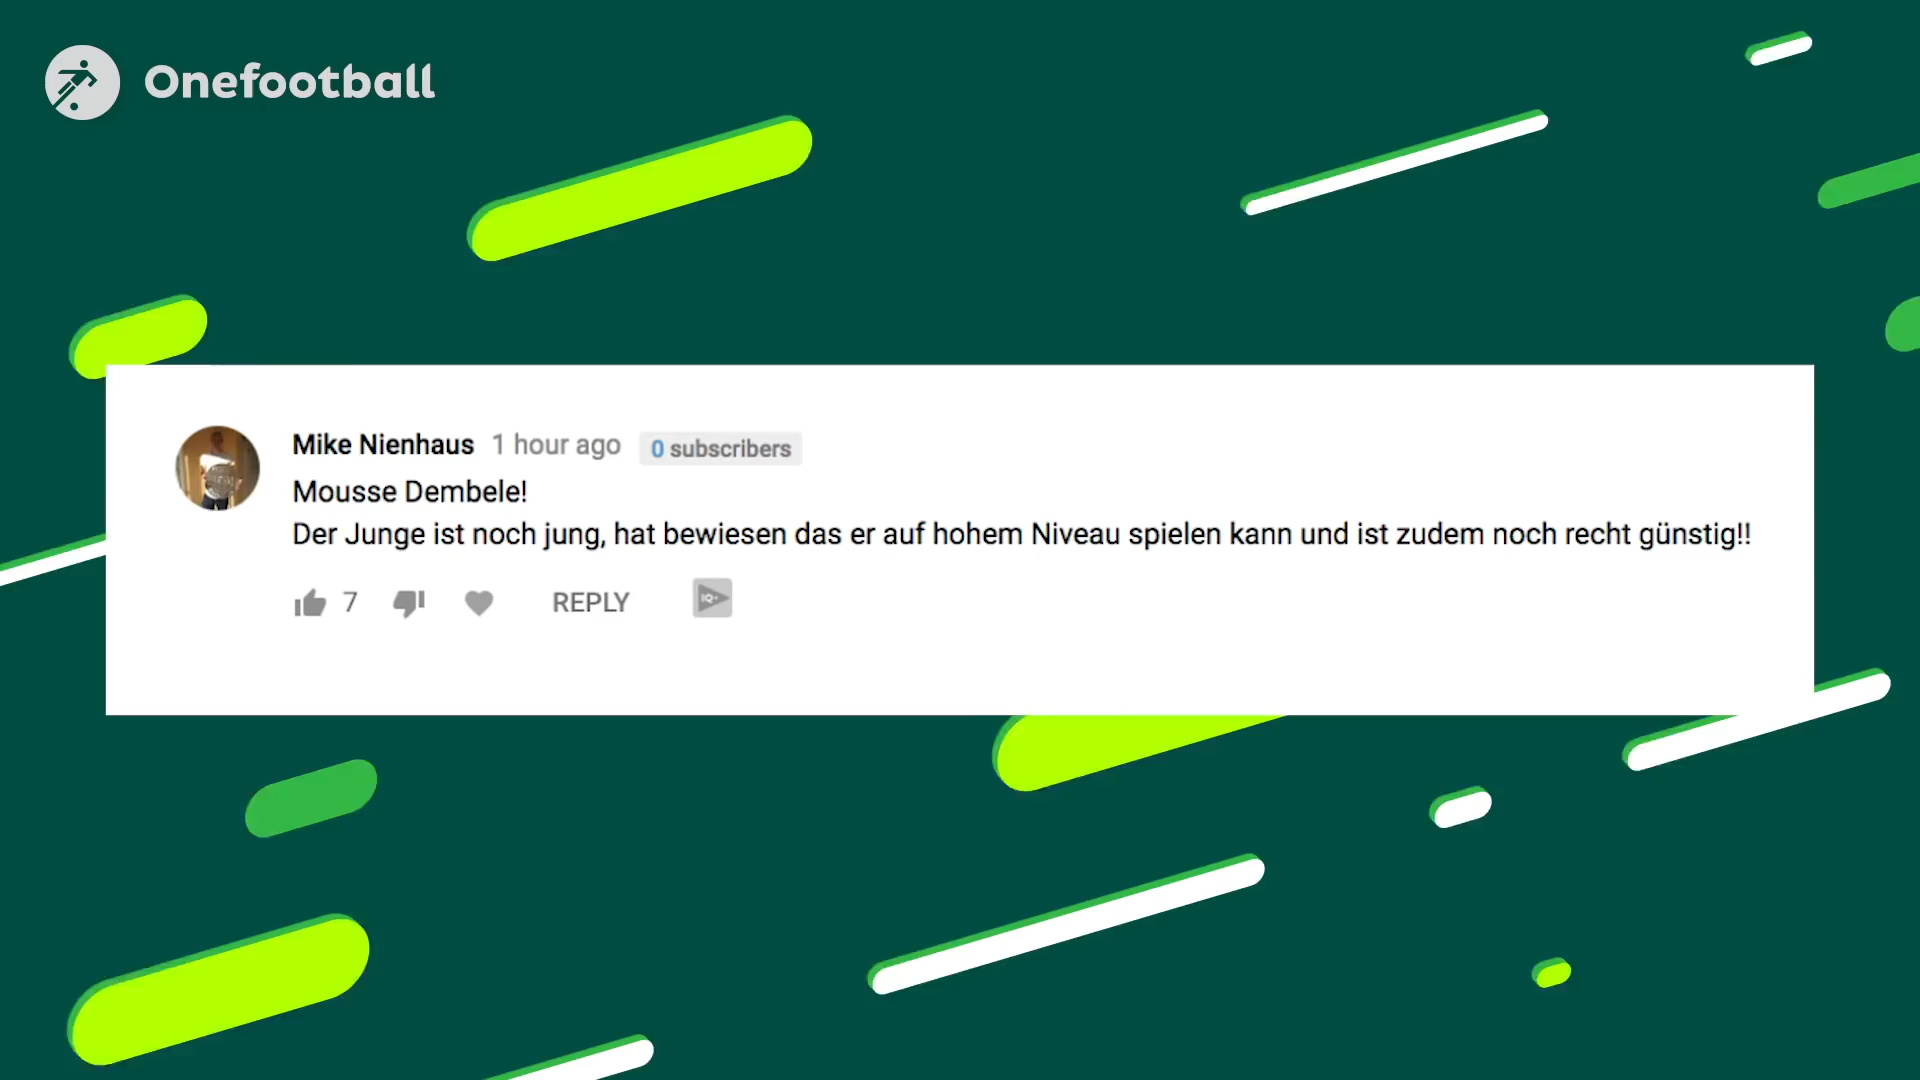 Onefootball
Mike Nienhaus 1 hour ago 0 subscribers
Mousse Dembele!
Der Junge ist noch jung, hat bewiesen das er auf hohem Niveau spielen kann und ist zudem noch recht günstig!!
7 REPLY IQ+